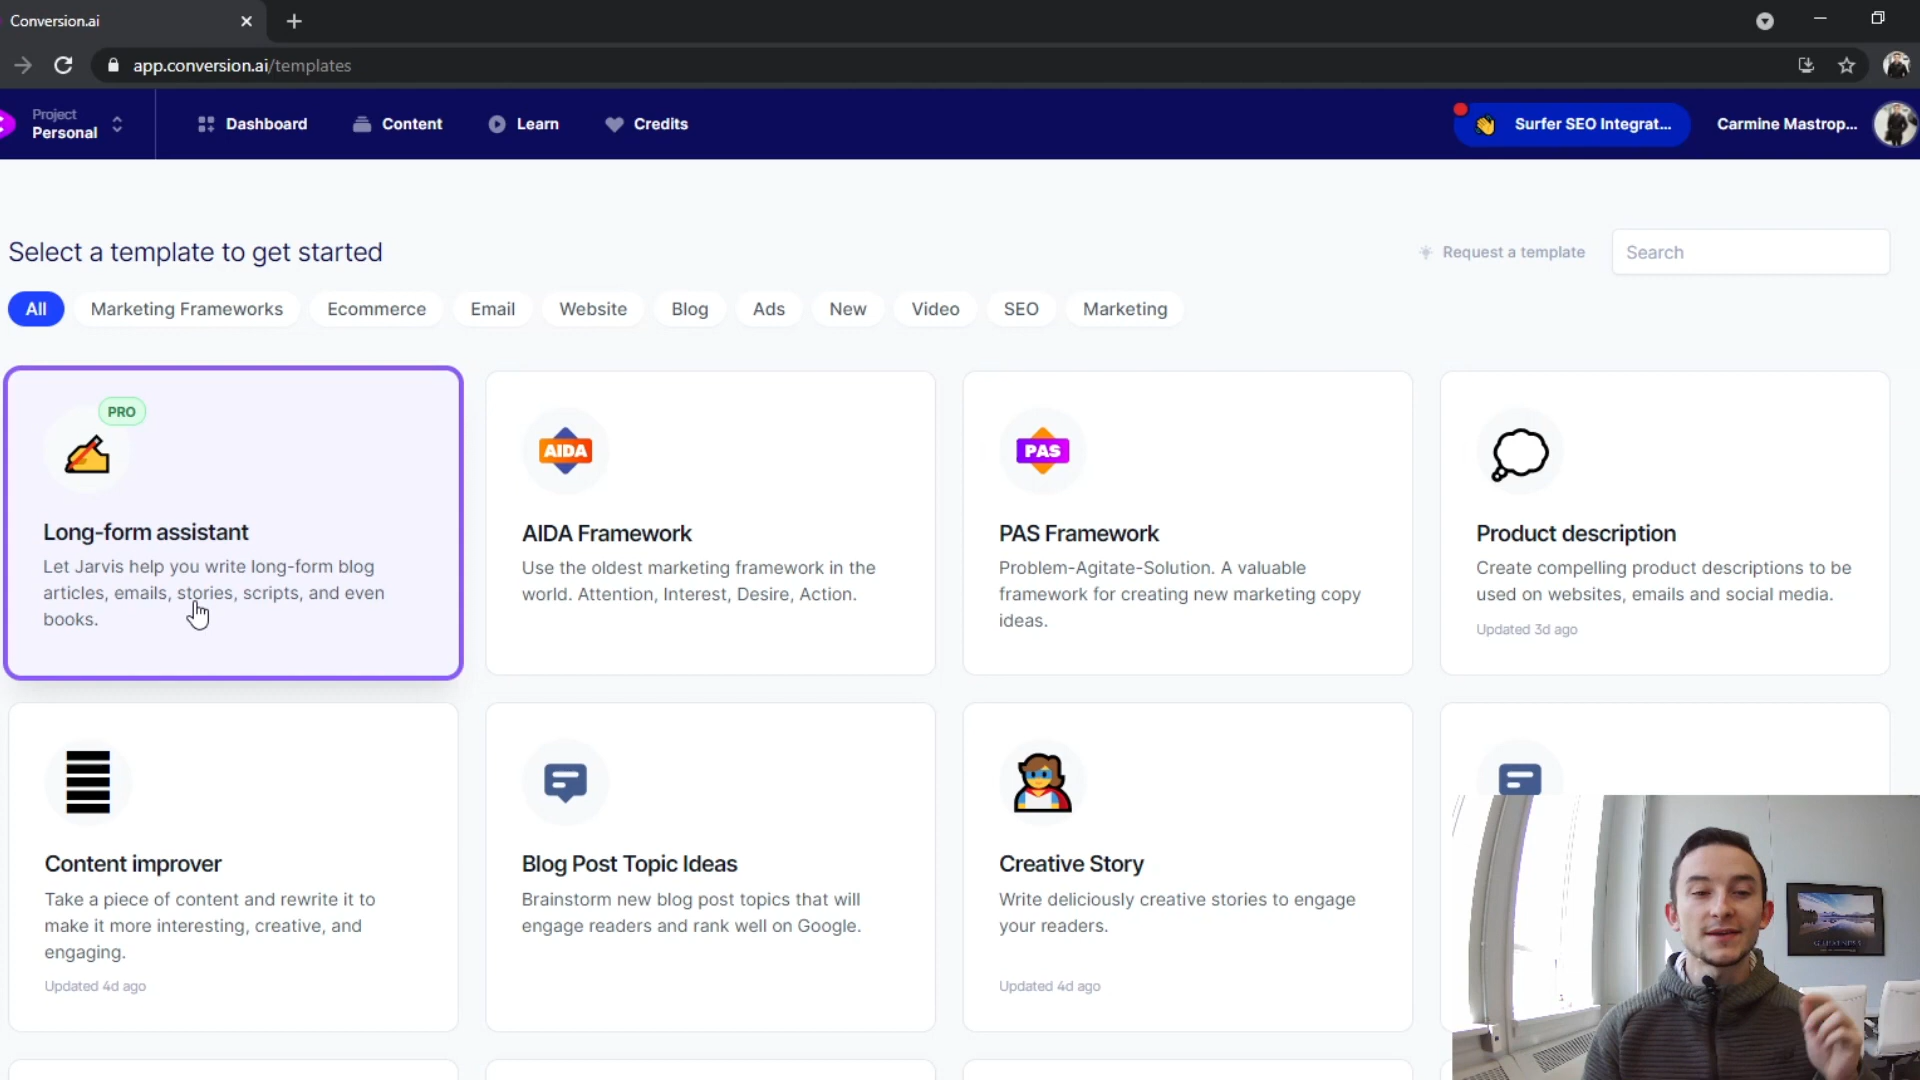 Conversion.ai
app.conversion.ai/templates
Project
Personal
Dashboard
Content
Learn
Credits
Surfer SEO Integrat...
Carmine Mastrop...
Select a template to get started
Request a template
Search
All
Marketing Frameworks
Ecommerce
Email
Website
Blog
Ads
New
Video
SEO
Marketing
PRO
Long-form assistant
Let Jarvis help you write long-form blog
articles, emails, stories, scripts, and even
books.
AIDA
AIDA Framework
Use the oldest marketing framework in the
world. Attention, Interest, Desire, Action.
PAS
PAS Framework
Problem-Agitate-Solution. A valuable
framework for creating new marketing copy
ideas.
Product description
Create compelling product descriptions to be
used on websites, emails and social media.
Updated 3d ago
Content improver
Take a piece of content and rewrite it to
make it more interesting, creative, and
engaging.
Updated 4d ago
Blog Post Topic Ideas
Brainstorm new blog post topics that will
engage readers and rank well on Google.
Creative Story
Write deliciously creative stories to engage
your readers.
Updated 4d ago